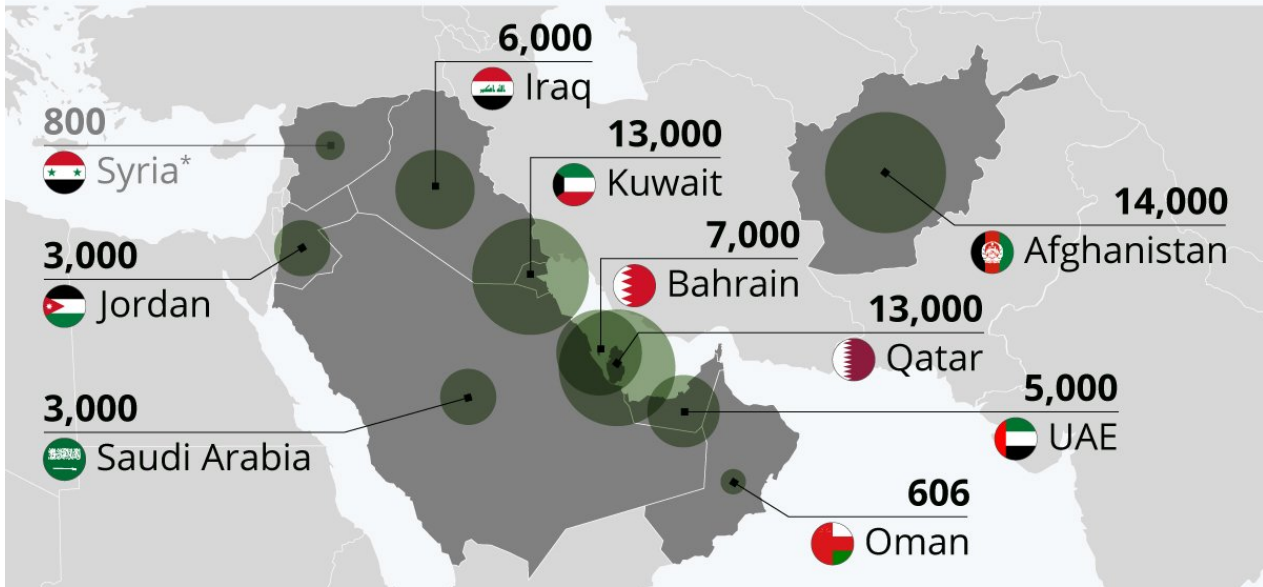 6,000
Iraq
800
Syria*
13,000
Kuwait
14,000
Afghanistan
7,000
Bahrain
3,000
Jordan
13,000
Qatar
5,000
UAE
3,000
Saudi Arabia
606
Oman